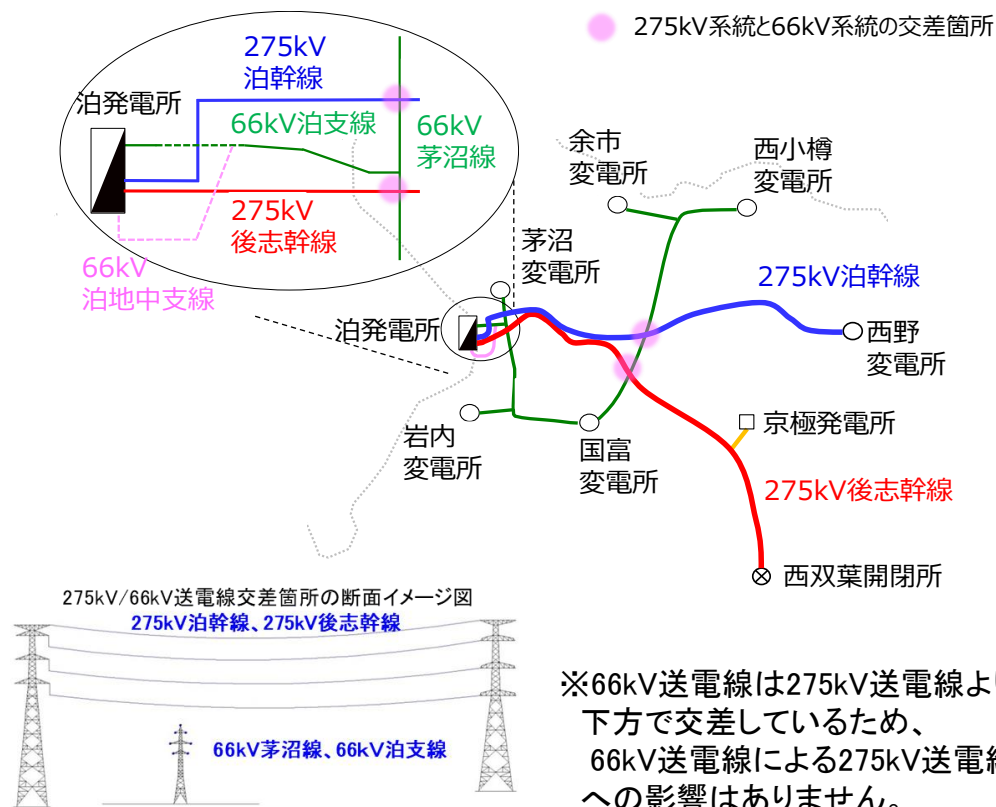 275kV系統と66kV系統の交差箇所
275kV
泊幹線
泊発電所
66kV泊支線
66kV
茅沼線
275kV
後志幹線
66kV
泊地中支線
余市
変電所
西小樽
変電所
茅沼
変電所
275kV泊幹線
泊発電所
西野
変電所
岩内
変電所
国富
変電所
京極発電所
275kV後志幹線
西双葉開閉所
275kV/66kV送電線交差箇所の断面イメージ図
275kV泊幹線、275kV後志幹線
66kV茅沼線、66kV泊支線
※66kV送電線は275kV送電線より
下方で交差しているため、
66kV送電線による275kV送電線
への影響はありません。